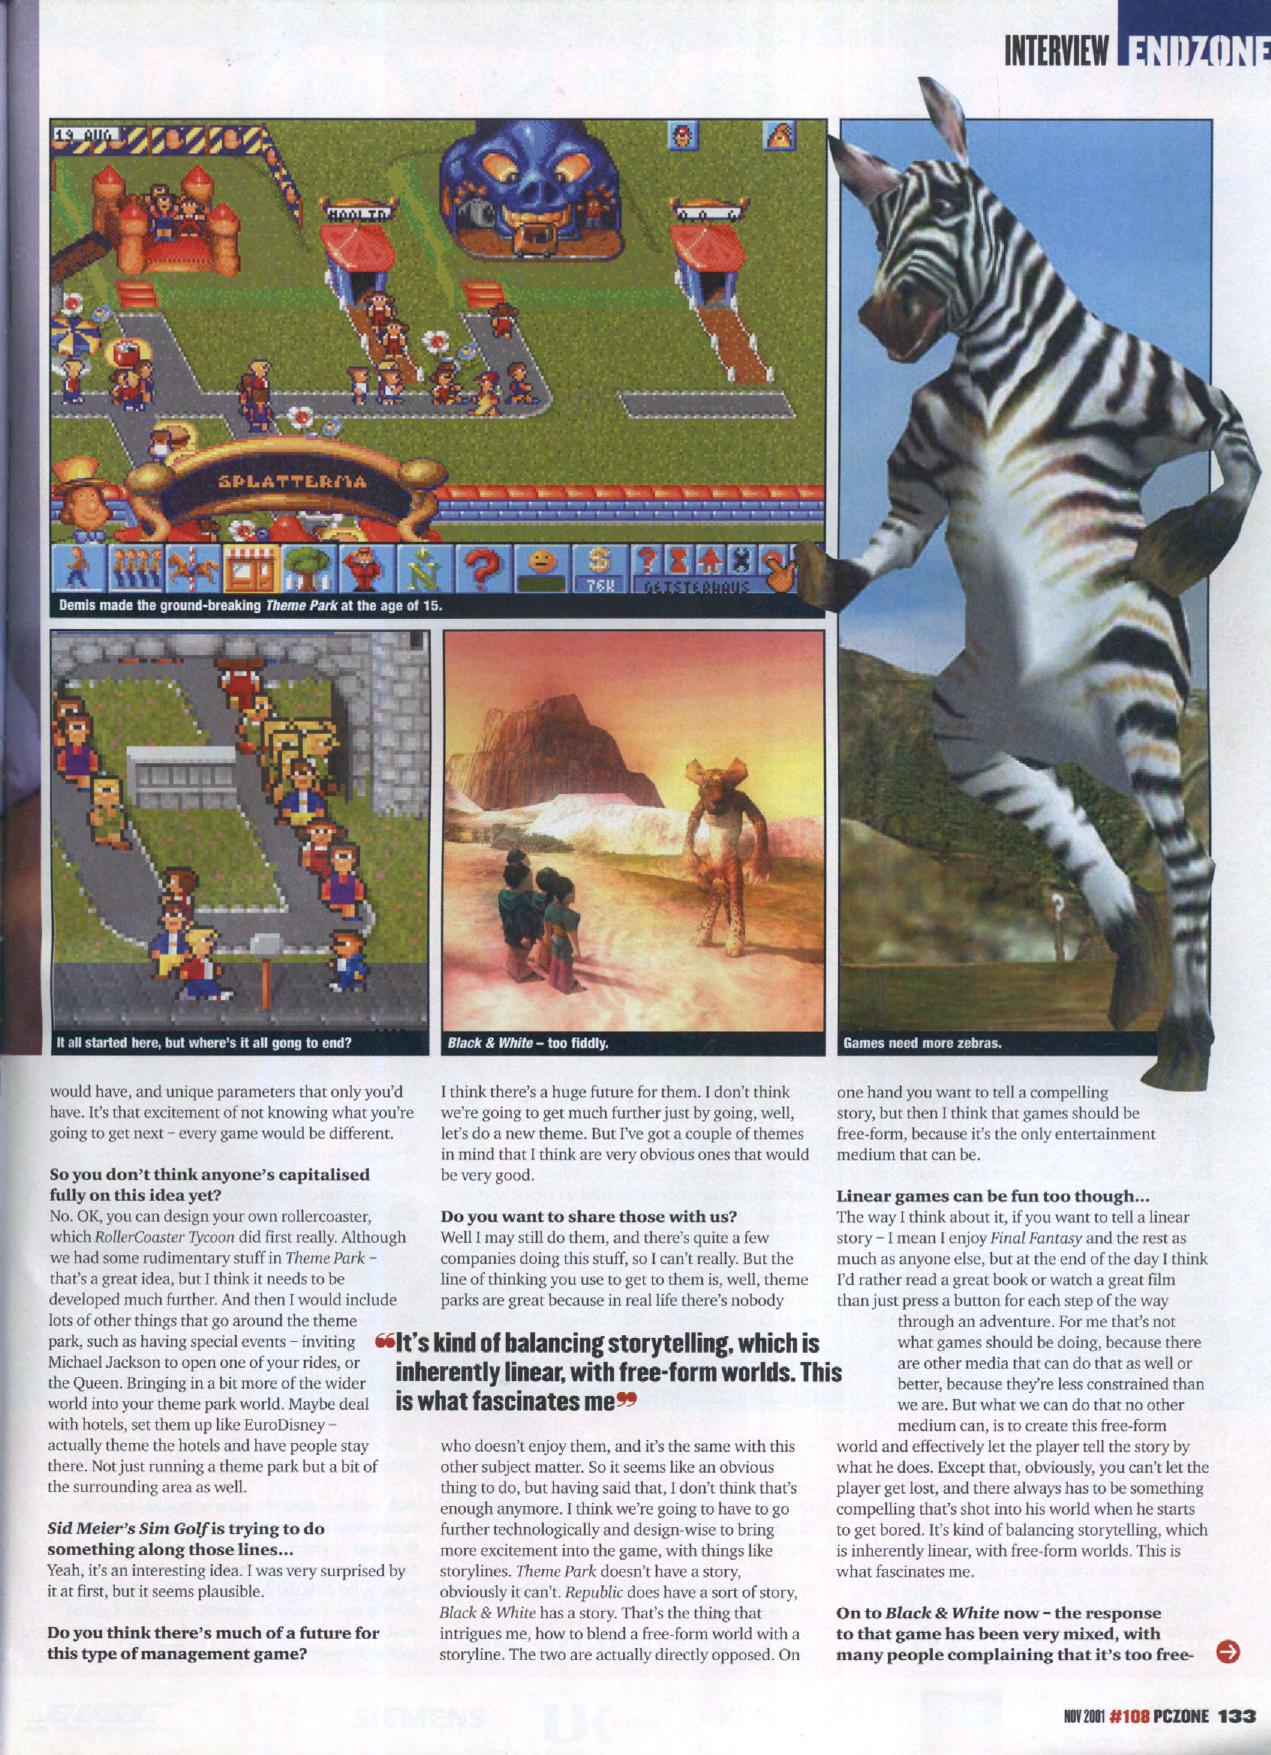 INTERVIEW ENDZONE
19 AUG
SPLATTERMA
76K
GEISTERHAUS
Demis made the ground-breaking Theme Park at the age of 15.
It all started here, but where's it all gong to end?
Black & White – too fiddly.
Games need more zebras.
would have, and unique parameters that only you'd
have. It's that excitement of not knowing what you're
going to get next – every game would be different.
So you don't think anyone's capitalised
fully on this idea yet?
No. OK, you can design your own rollercoaster,
which RollerCoaster Tycoon did first really. Although
we had some rudimentary stuff in Theme Park –
that's a great idea, but I think it needs to be
developed much further. And then I would include
lots of other things that go around the theme
park, such as having special events – inviting
Michael Jackson to open one of your rides, or
the Queen. Bringing in a bit more of the wider
world into your theme park world. Maybe deal
with hotels, set them up like EuroDisney –
actually theme the hotels and have people stay
there. Not just running a theme park but a bit of
the surrounding area as well.
Sid Meier's Sim Golf is trying to do
something along those lines...
Yeah, it's an interesting idea. I was very surprised by
it at first, but it seems plausible.
Do you think there's much of a future for
this type of management game?
I think there's a huge future for them. I don't think
we're going to get much further just by going, well,
let's do a new theme. But I've got a couple of themes
in mind that I think are very obvious ones that would
be very good.
Do you want to share those with us?
Well I may still do them, and there's quite a few
companies doing this stuff, so I can't really. But the
line of thinking you use to get to them is, well, theme
parks are great because in real life there's nobody
“It's kind of balancing storytelling, which is
inherently linear, with free-form worlds. This
is what fascinates me”
who doesn't enjoy them, and it's the same with this
other subject matter. So it seems like an obvious
thing to do, but having said that, I don't think that's
enough anymore. I think we're going to have to go
further technologically and design-wise to bring
more excitement into the game, with things like
storylines. Theme Park doesn't have a story,
obviously it can't. Republic does have a sort of story,
Black & White has a story. That's the thing that
intrigues me, how to blend a free-form world with a
storyline. The two are actually directly opposed. On
one hand you want to tell a compelling
story, but then I think that games should be
free-form, because it's the only entertainment
medium that can be.
Linear games can be fun too though...
The way I think about it, if you want to tell a linear
story – I mean I enjoy Final Fantasy and the rest as
much as anyone else, but at the end of the day I think
I'd rather read a great book or watch a great film
than just press a button for each step of the way
through an adventure. For me that's not
what games should be doing, because there
are other media that can do that as well or
better, because they're less constrained than
we are. But what we can do that no other
medium can, is to create this free-form
world and effectively let the player tell the story by
what he does. Except that, obviously, you can't let the
player get lost, and there always has to be something
compelling that's shot into his world when he starts
to get bored. It's kind of balancing storytelling, which
is inherently linear, with free-form worlds. This is
what fascinates me.
On to Black & White now – the response
to that game has been very mixed, with
many people complaining that it's too free-
NOV 2001 #108 PCZONE 133